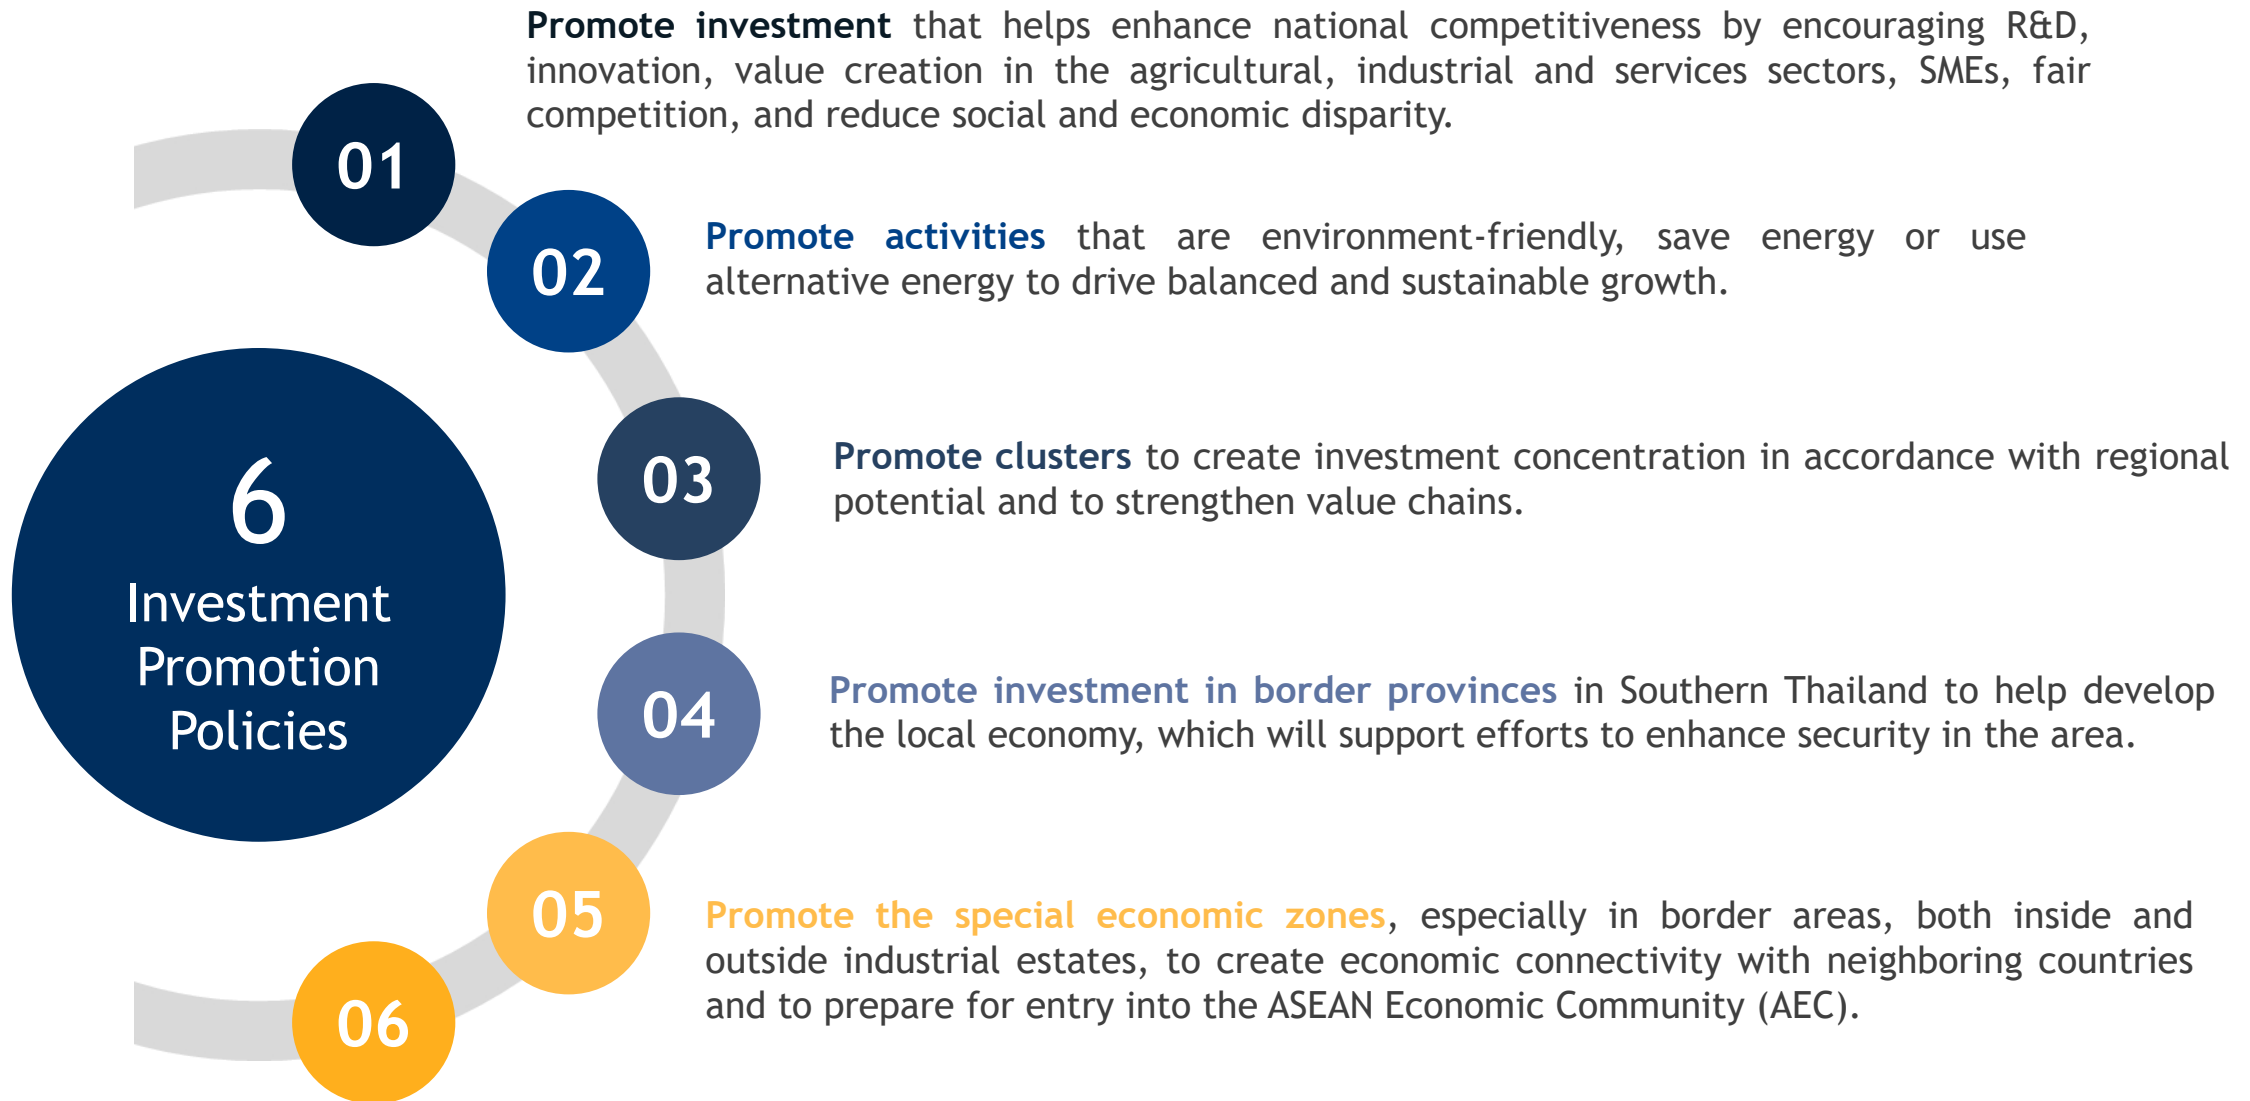 Promote investment that helps enhance national competitiveness by encouraging R&D,
innovation, value creation in the agricultural, industrial and services sectors, SMEs, fair
competition, and reduce social and economic disparity.
01
02
Promote activities that are environment-friendly, save energy or use
alternative energy to drive balanced and sustainable growth.
6
Investment
Promotion
Policies
03
Promote clusters to create investment concentration in accordance with regional
potential and to strengthen value chains.
04
Promote investment in border provinces in Southern Thailand to help develop
the local economy, which will support efforts to enhance security in the area.
05
Promote the special economic zones, especially in border areas, both inside and
outside industrial estates, to create economic connectivity with neighboring countries
and to prepare for entry into the ASEAN Economic Community (AEC).
06